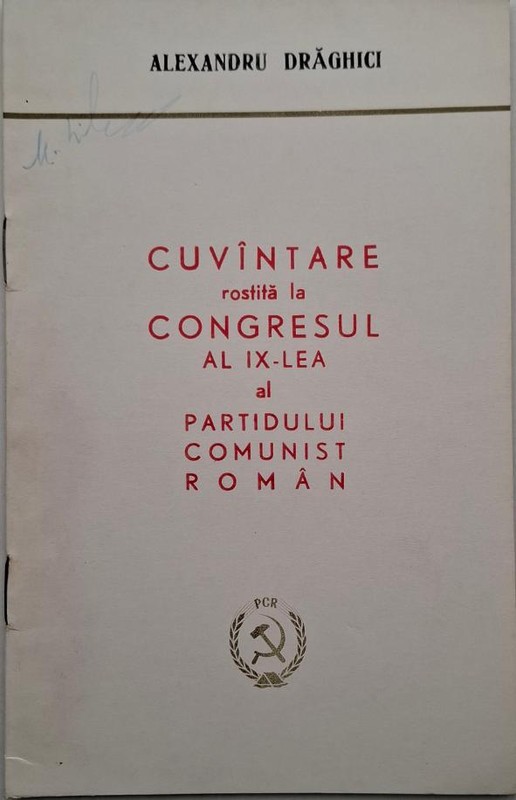 ALEXANDRU DRĂGHICI
CUVÎNTARE
rostită la
CONGRESUL
AL IX-LEA
al
PARTIDULUI
COMUNIST
ROMÂN
PCR